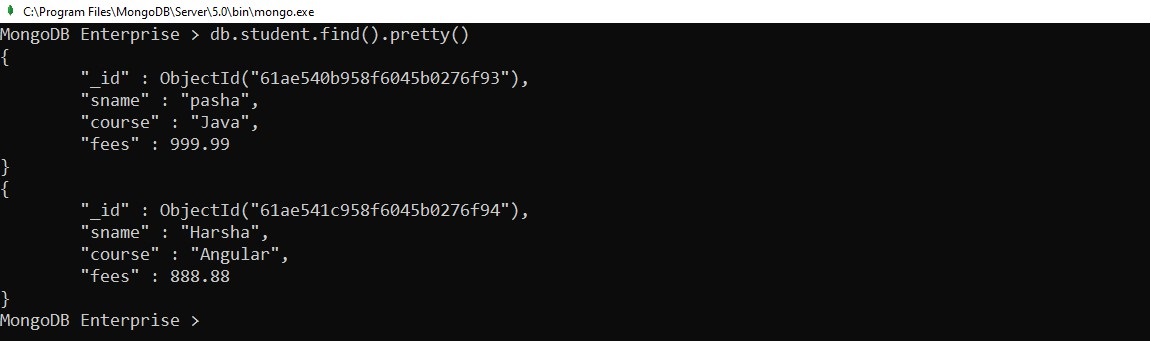 C:\Program Files\MongoDB\Server\5.0\bin\mongo.exe
MongoDB Enterprise > db.student.find().pretty()
{
        "_id" : ObjectId("61ae540b958f6045b0276f93"),
        "sname" : "pasha",
        "course" : "Java",
        "fees" : 999.99
}
{
        "_id" : ObjectId("61ae541c958f6045b0276f94"),
        "sname" : "Harsha",
        "course" : "Angular",
        "fees" : 888.88
}
MongoDB Enterprise >